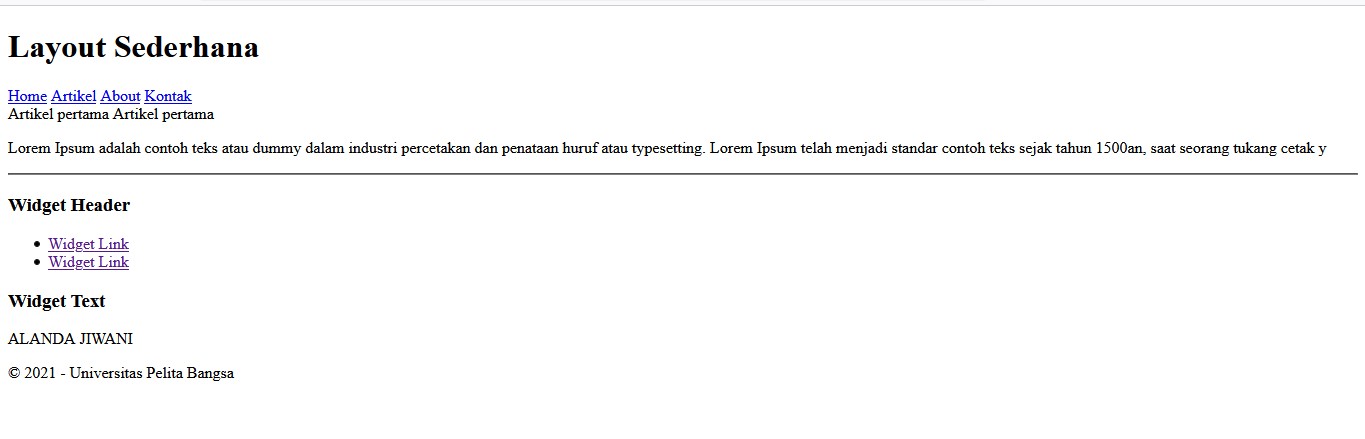 Layout Sederhana
Home Artikel About Kontak
Artikel pertama Artikel pertama
Lorem Ipsum adalah contoh teks atau dummy dalam industri percetakan dan penataan huruf atau typesetting. Lorem Ipsum telah menjadi standar contoh teks sejak tahun 1500an, saat seorang tukang cetak y
Widget Header
Widget Link
Widget Link
Widget Text
ALANDA JIWANI
© 2021 - Universitas Pelita Bangsa